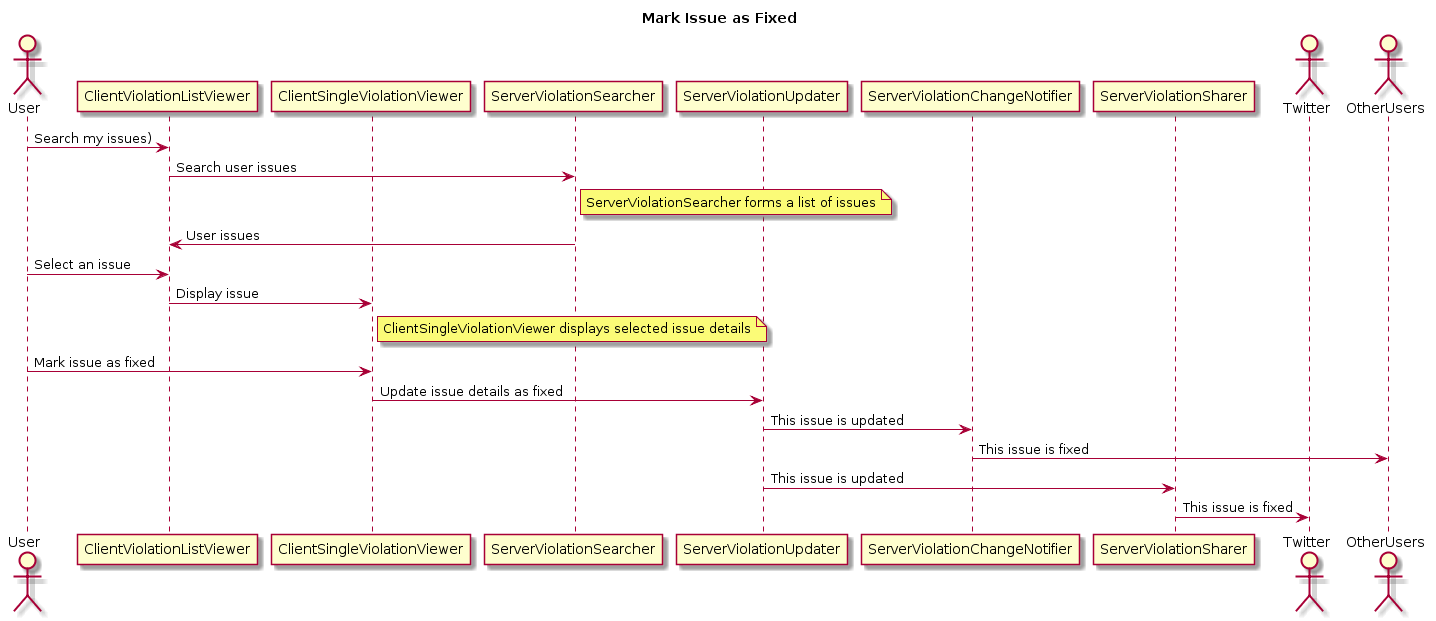 Mark Issue as Fixed
User
ClientViolationListViewer
ClientSingleViolationViewer
ServerViolationSearcher
ServerViolationUpdater
ServerViolationChangeNotifier
ServerViolationSharer
Twitter
OtherUsers
Search my issues)
Search user issues
ServerViolationSearcher forms a list of issues
User issues
Select an issue
Display issue
ClientSingleViolationViewer displays selected issue details
Mark issue as fixed
Update issue details as fixed
This issue is updated
This issue is fixed
This issue is updated
This issue is fixed
User
ClientViolationListViewer
ClientSingleViolationViewer
ServerViolationSearcher
ServerViolationUpdater
ServerViolationChangeNotifier
ServerViolationSharer
Twitter
OtherUsers